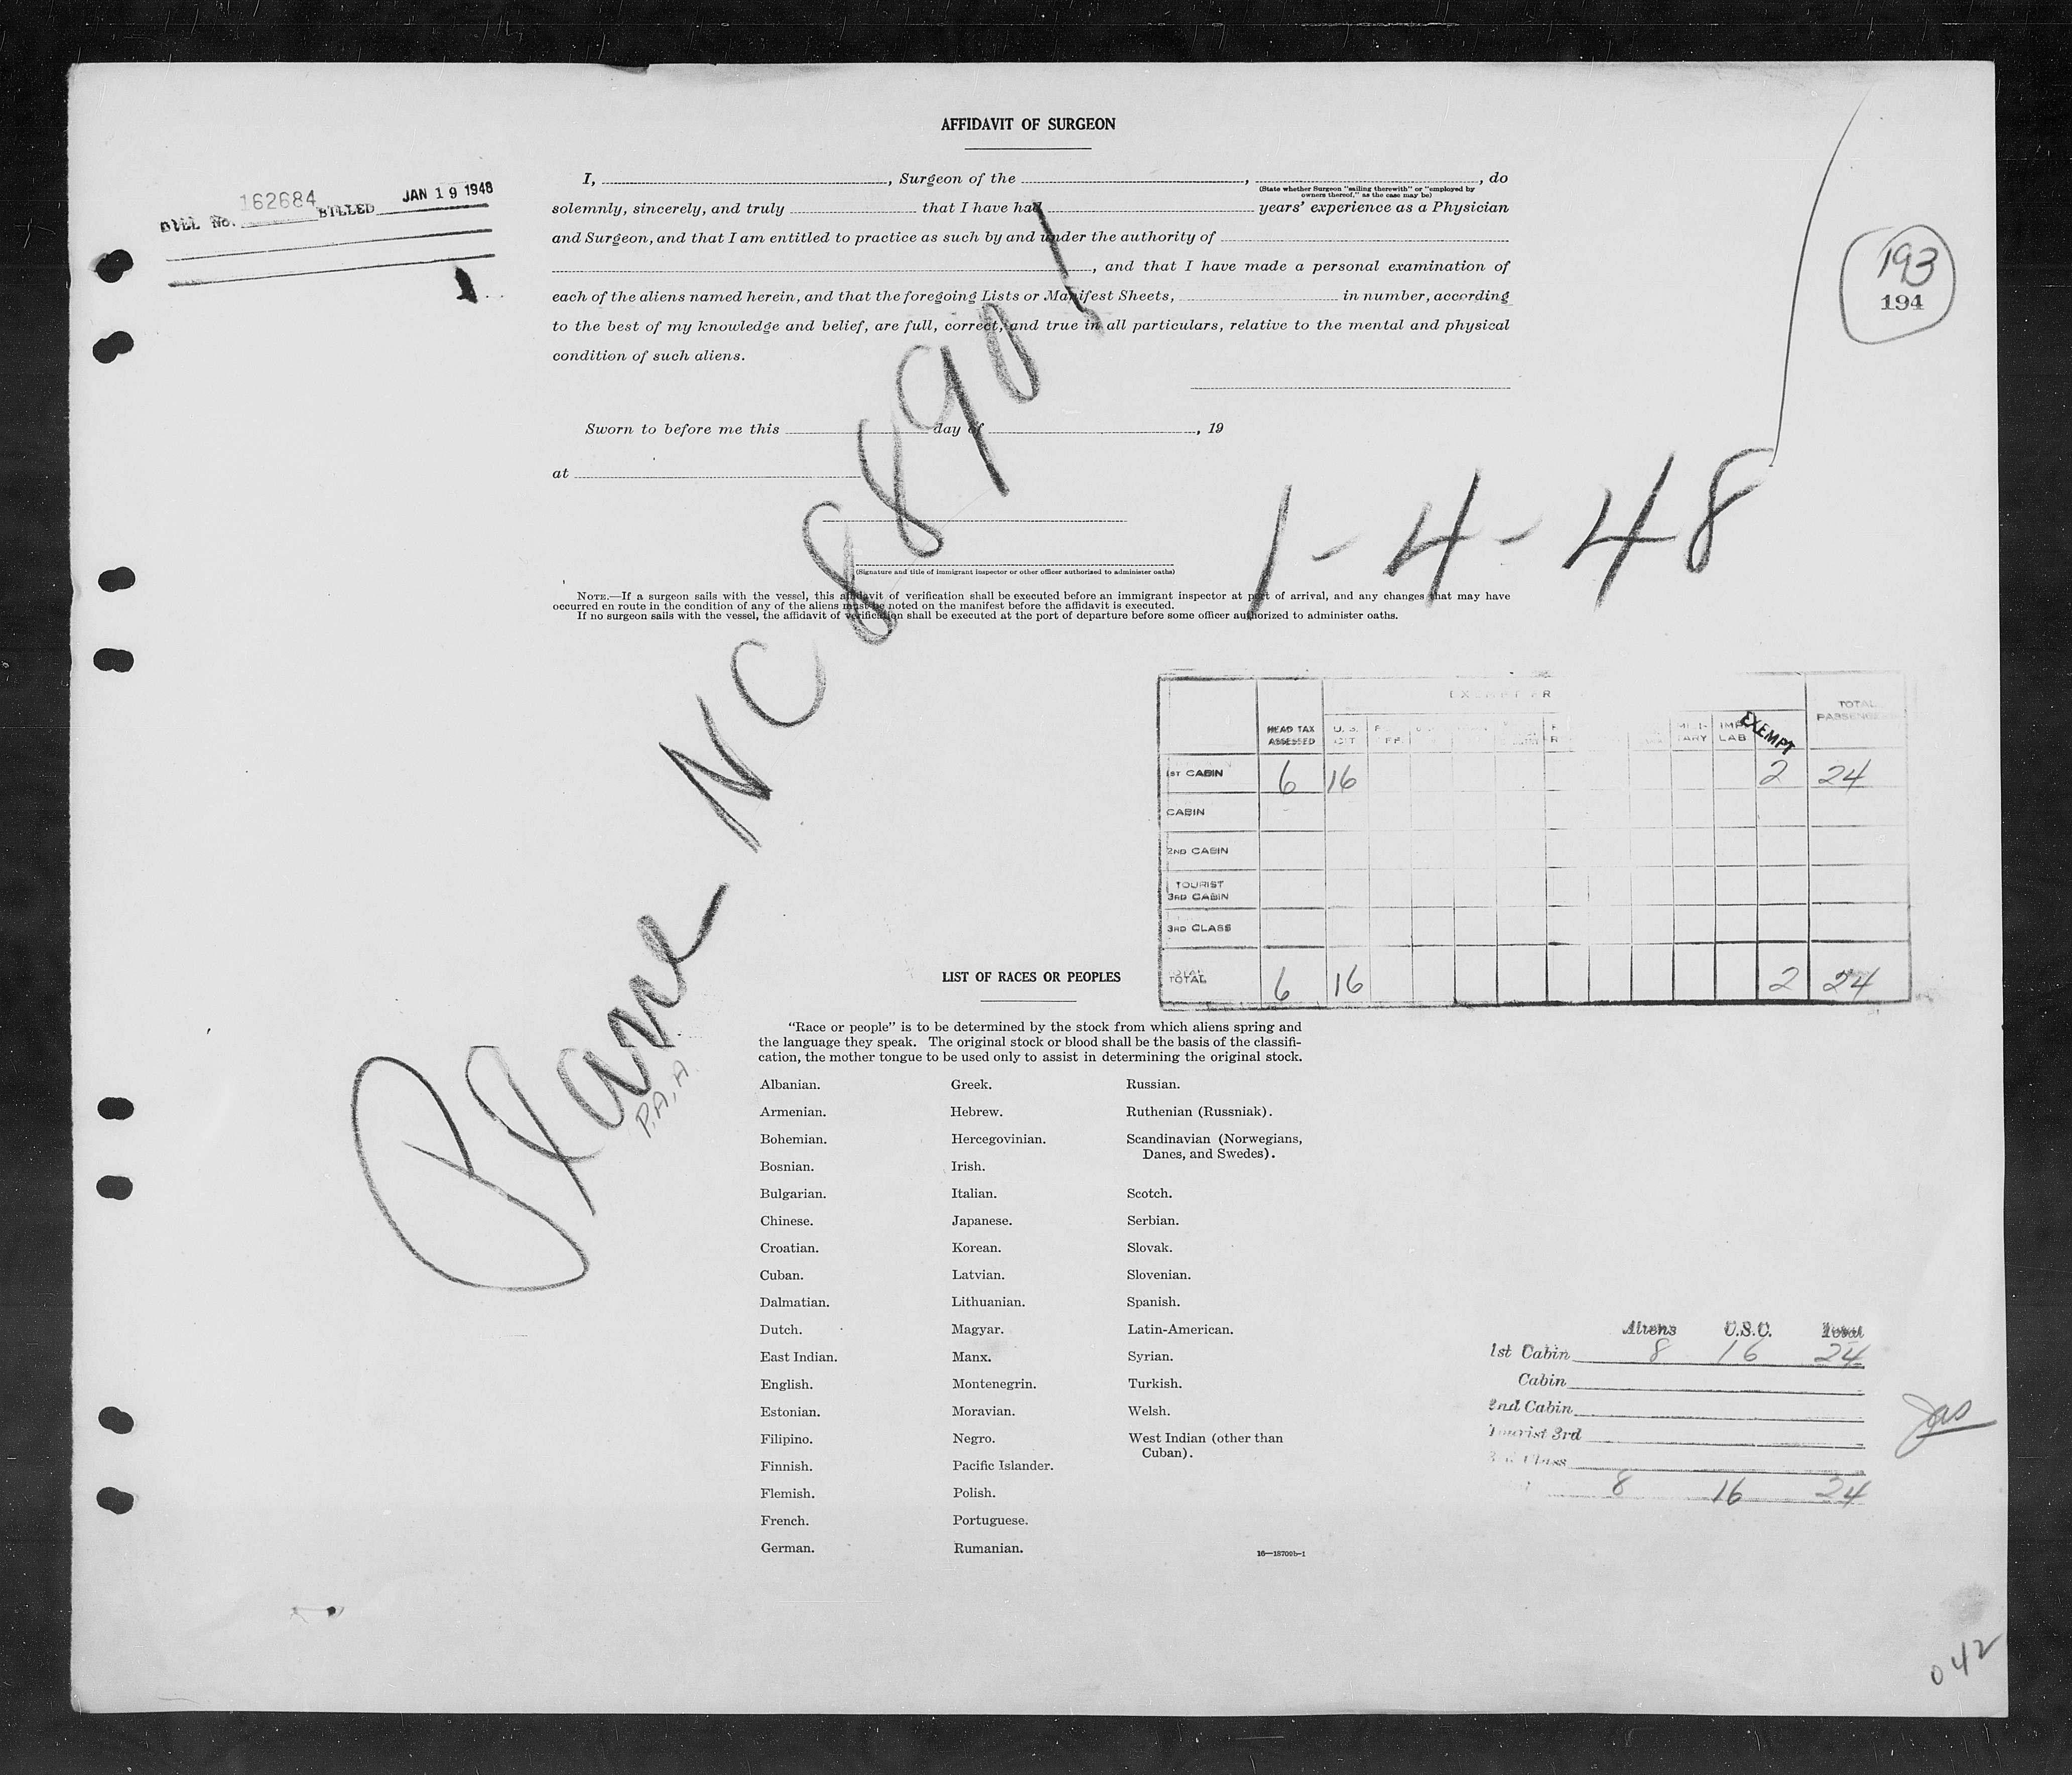 AFFIDAVIT OF SURGEON
BILL No. 162684 BILLED JAN 19 1948
I, , Surgeon of the , , do
(State whether Surgeon "sailing therewith" or "employed by
owners thereof," as the case may be)
solemnly, sincerely, and truly that I have had years' experience as a Physician
and Surgeon, and that I am entitled to practice as such by and under the authority of
, and that I have made a personal examination of
each of the aliens named herein, and that the foregoing Lists or Manifest Sheets, in number, according
to the best of my knowledge and belief, are full, correct, and true in all particulars, relative to the mental and physical
condition of such aliens.
193
194
Sworn to before me this day of , 19
at
(Signature and title of immigrant inspector or other officer authorized to administer oaths)
1-4-48
NOTE.—If a surgeon sails with the vessel, this affidavit of verification shall be executed before an immigrant inspector at port of arrival, and any changes that may have
occurred en route in the condition of any of the aliens must be noted on the manifest before the affidavit is executed.
If no surgeon sails with the vessel, the affidavit of verification shall be executed at the port of departure before some officer authorized to administer oaths.
Plane NC 88901
P.A.A.
HEAD TAX ASSESSED U.S. CIT IMP LAB EXEMPT TOTAL PASSENGERS
1ST CABIN 6 16 2 24
CABIN
2ND CABIN
TOURIST
3RD CABIN
3RD CLASS
TOTAL 6 16 2 24
LIST OF RACES OR PEOPLES
"Race or people" is to be determined by the stock from which aliens spring and
the language they speak. The original stock or blood shall be the basis of the classifi-
cation, the mother tongue to be used only to assist in determining the original stock.
Albanian.
Armenian.
Bohemian.
Bosnian.
Bulgarian.
Chinese.
Croatian.
Cuban.
Dalmatian.
Dutch.
East Indian.
English.
Estonian.
Filipino.
Finnish.
Flemish.
French.
German.
Greek.
Hebrew.
Hercegovinian.
Irish.
Italian.
Japanese.
Korean.
Latvian.
Lithuanian.
Magyar.
Manx.
Montenegrin.
Moravian.
Negro.
Pacific Islander.
Polish.
Portuguese.
Rumanian.
Russian.
Ruthenian (Russniak).
Scandinavian (Norwegians,
Danes, and Swedes).
Scotch.
Serbian.
Slovak.
Slovenian.
Spanish.
Latin-American.
Syrian.
Turkish.
Welsh.
West Indian (other than
Cuban).
16—18709b-1
Aliens U.S.C. Total
1st Cabin 8 16 24
Cabin
2nd Cabin
Tourist 3rd
3rd Class
8 16 24
Jas
042